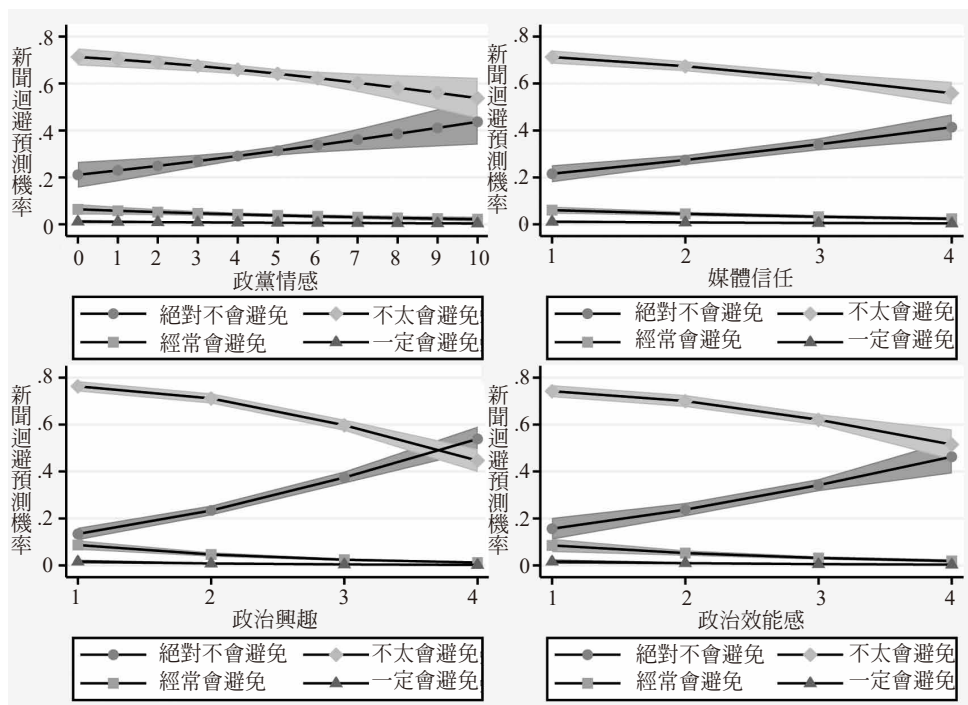 新聞迴避預測機率
.8
.6
.4
.2
0
0 1 2 3 4 5 6 7 8 9 10
政黨情感
絕對不會避免 不太會避免
經常會避免 一定會避免
新聞迴避預測機率
.8
.6
.4
.2
0
1 2 3 4
媒體信任
絕對不會避免 不太會避免
經常會避免 一定會避免
新聞迴避預測機率
.8
.6
.4
.2
0
1 2 3 4
政治興趣
絕對不會避免 不太會避免
經常會避免 一定會避免
新聞迴避預測機率
.8
.6
.4
.2
0
1 2 3 4
政治效能感
絕對不會避免 不太會避免
經常會避免 一定會避免